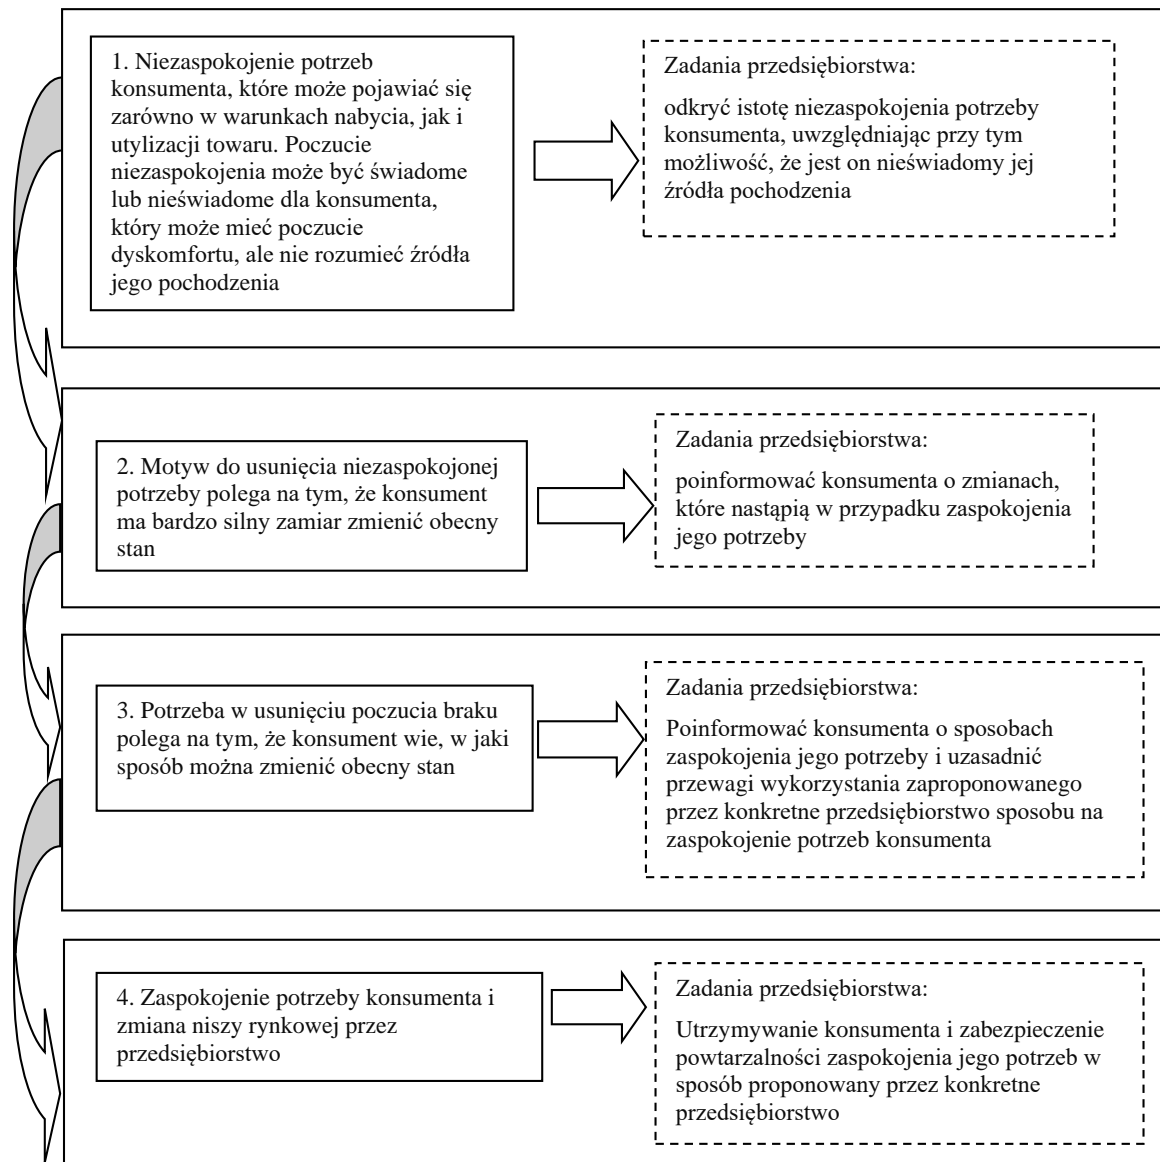 1. Niezaspokojenie potrzeb
konsumenta, które może pojawiać się
zarówno w warunkach nabycia, jak i
utylizacji towaru. Poczucie
niezaspokojenia może być świadome
lub nieświadome dla konsumenta,
który może mieć poczucie
dyskomfortu, ale nie rozumieć źródła
jego pochodzenia
Zadania przedsiębiorstwa:
odkryć istotę niezaspokojenia potrzeby
konsumenta, uwzględniając przy tym
możliwość, że jest on nieświadomy jej
źródła pochodzenia
2. Motyw do usunięcia niezaspokojonej
potrzeby polega na tym, że konsument
ma bardzo silny zamiar zmienić obecny
stan
Zadania przedsiębiorstwa:
poinformować konsumenta o zmianach,
które nastąpią w przypadku zaspokojenia
jego potrzeby
3. Potrzeba w usunięciu poczucia braku
polega na tym, że konsument wie, w jaki
sposób można zmienić obecny stan
Zadania przedsiębiorstwa:
Poinformować konsumenta o sposobach
zaspokojenia jego potrzeby i uzasadnić
przewagi wykorzystania zaproponowanego
przez konkretne przedsiębiorstwo sposobu na
zaspokojenie potrzeb konsumenta
4. Zaspokojenie potrzeby konsumenta i
zmiana niszy rynkowej przez
przedsiębiorstwo
Zadania przedsiębiorstwa:
Utrzymywanie konsumenta i zabezpieczenie
powtarzalności zaspokojenia jego potrzeb w
sposób proponowany przez konkretne
przedsiębiorstwo